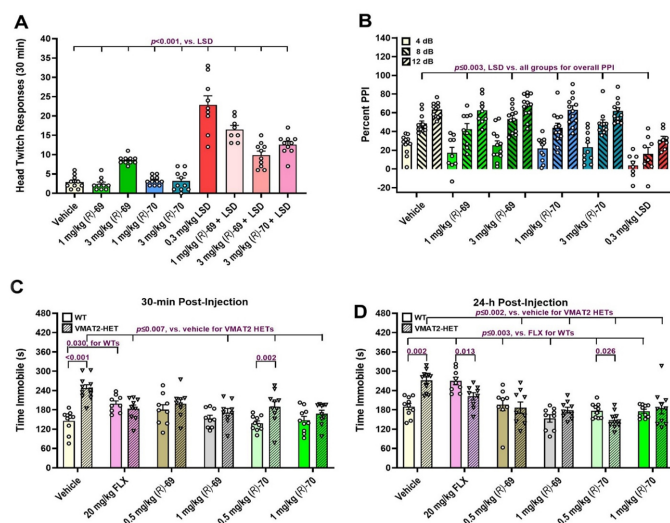 A
p<0.001, vs. LSD
Head Twitch Responses (30 min)
40
35
30
25
20
15
10
5
0
Vehicle
1 mg/kg (R)-69
3 mg/kg (R)-69
1 mg/kg (R)-70
3 mg/kg (R)-70
0.3 mg/kg LSD
1 mg/kg (R)-69 + LSD
3 mg/kg (R)-69 + LSD
3 mg/kg (R)-70 + LSD
B
4 dB
8 dB
12 dB
p≤0.003, LSD vs. all groups for overall PPI
Percent PPI
140
120
100
80
60
40
20
0
-20
Vehicle
1 mg/kg (R)-69
3 mg/kg (R)-69
1 mg/kg (R)-70
3 mg/kg (R)-70
0.3 mg/kg LSD
C
30-min Post-Injection
WT
VMAT2-HET
p≤0.007, vs. vehicle for VMAT2 HETs
0.030, for WTs
<0.001
0.002
Time Immobile (s)
480
420
360
300
240
180
120
60
0
Vehicle
20 mg/kg FLX
0.5 mg/kg (R)-69
1 mg/kg (R)-69
0.5 mg/kg (R)-70
1 mg/kg (R)-70
D
24-h Post-Injection
WT
VMAT2-HET
p≤0.002, vs. vehicle for VMAT2 HETs
p≤0.003, vs. FLX for WTs
0.002
0.013
0.026
Time Immobile (s)
480
420
360
300
240
180
120
60
0
Vehicle
20 mg/kg FLX
0.5 mg/kg (R)-69
1 mg/kg (R)-69
0.5 mg/kg (R)-70
1 mg/kg (R)-70